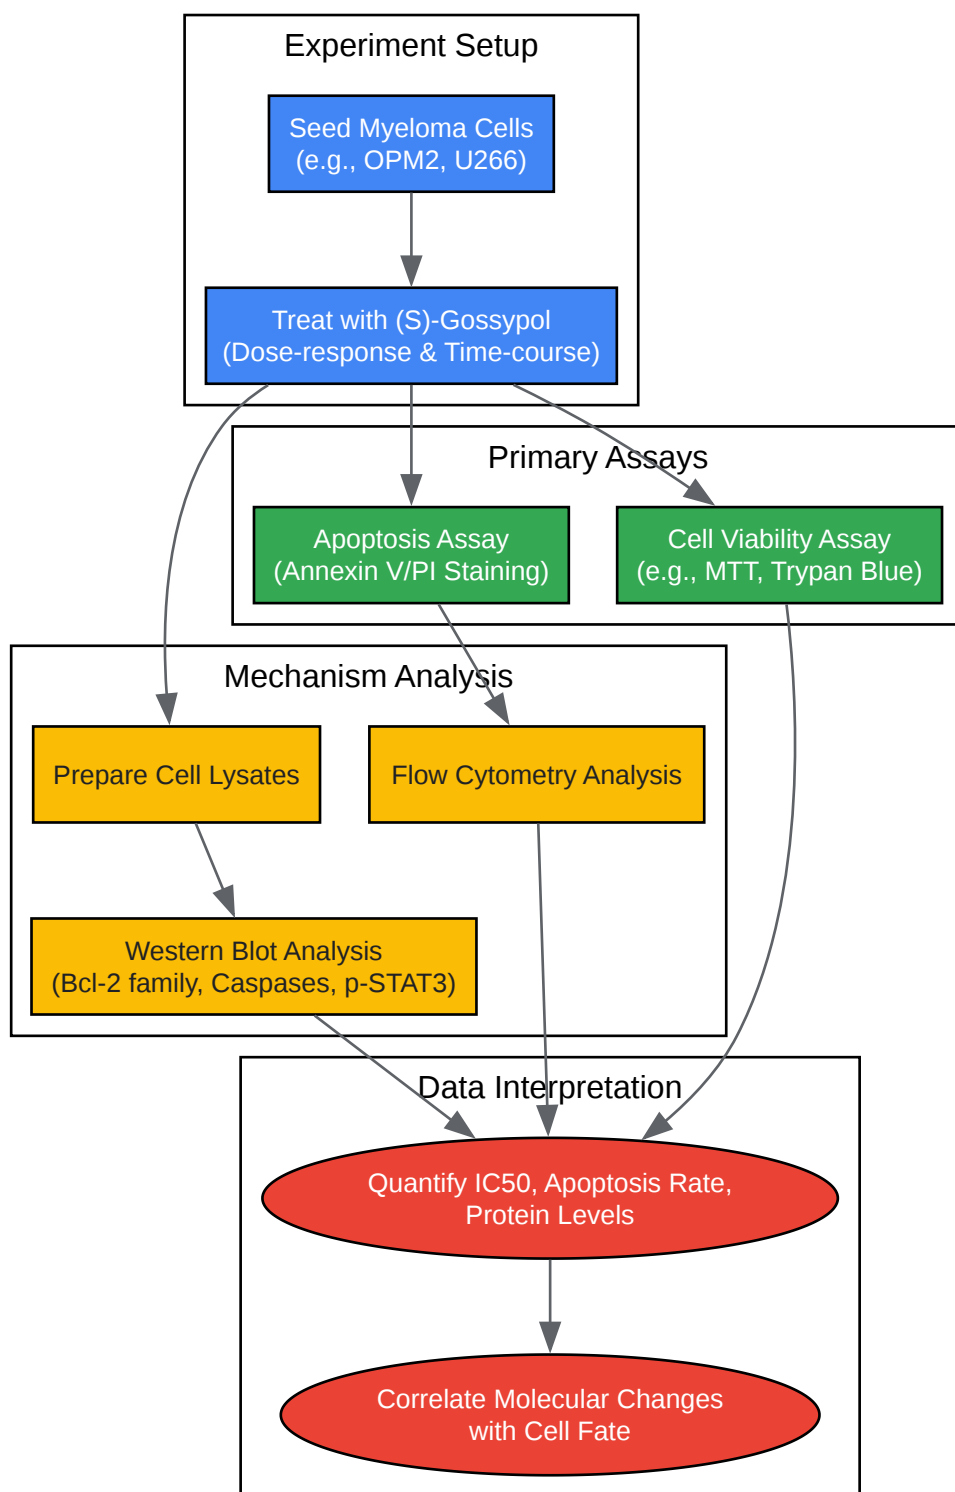 Experiment Setup
Seed Myeloma Cells
(e.g., OPM2, U266)
Treat with (S)-Gossypol
(Dose-response & Time-course)
Primary Assays
Apoptosis Assay
(Annexin V/PI Staining)
Cell Viability Assay
(e.g., MTT, Trypan Blue)
Mechanism Analysis
Prepare Cell Lysates
Flow Cytometry Analysis
Western Blot Analysis
(Bcl-2 family, Caspases, p-STAT3)
Data Interpretation
Quantify IC50, Apoptosis Rate,
Protein Levels
Correlate Molecular Changes
with Cell Fate